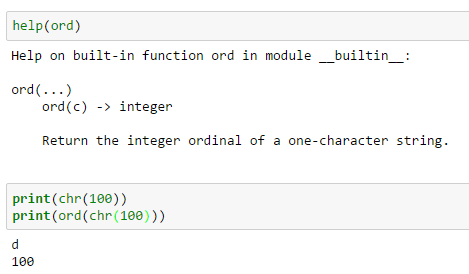 help(ord)
Help on built-in function ord in module __builtin__:
ord(...)
    ord(c) -> integer
    Return the integer ordinal of a one-character string.
print(chr(100))
print(ord(chr(100)))
d
100